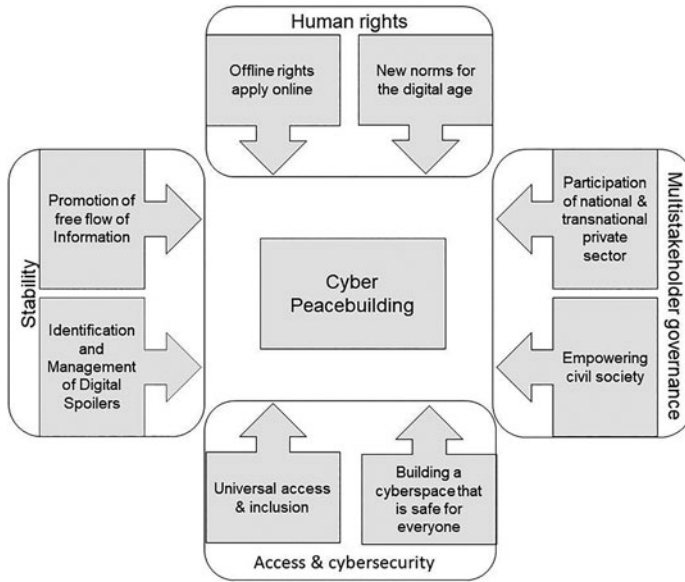 Human rights
Offline rights
apply online
New norms for
the digital age
Stability
Promotion of
free flow of
Information
Identification and
Management
of Digital
Spoilers
Cyber
Peacebuilding
Multistakeholder governance
Participation
of national &
transnational
private
sector
Empowering
civil society
Universal access
& inclusion
Building a
cyberspace that
is safe for
everyone
Access & cybersecurity